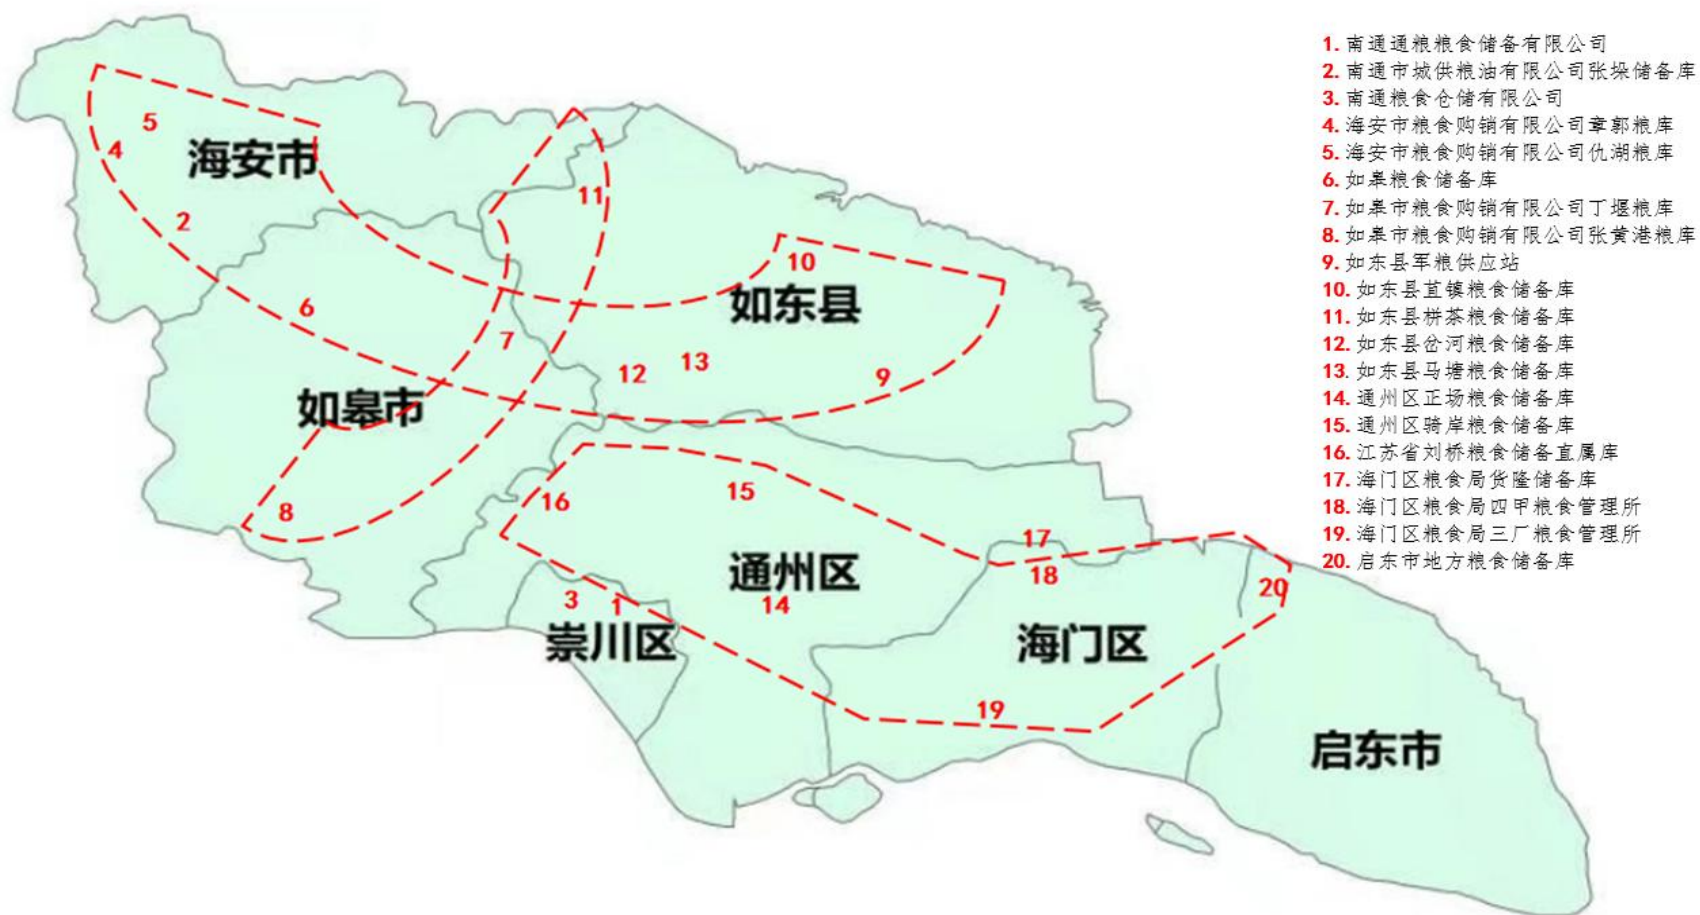 1. 南通通粮粮食储备有限公司
2. 南通市城供粮油有限公司张垛储备库
3. 南通粮食仓储有限公司
4. 海安市粮食购销有限公司章郭粮库
5. 海安市粮食购销有限公司仇湖粮库
6. 如皋粮食储备库
7. 如皋市粮食购销有限公司丁堰粮库
8. 如皋市粮食购销有限公司张黄港粮库
9. 如东县军粮供应站
10. 如东县苴镇粮食储备库
11. 如东县栟茶粮食储备库
12. 如东县岔河粮食储备库
13. 如东县马塘粮食储备库
14. 通州区正场粮食储备库
15. 通州区骑岸粮食储备库
16. 江苏省刘桥粮食储备直属库
17. 海门区粮食局货隆储备库
18. 海门区粮食局四甲粮食管理所
19. 海门区粮食局三厂粮食管理所
20. 启东市地方粮食储备库
5
4
海安市
2
11
10
如东县
6
7
13
12
9
如皋市
8
16
15
17
18
通州区
20
3
1
14
崇川区
海门区
19
启东市